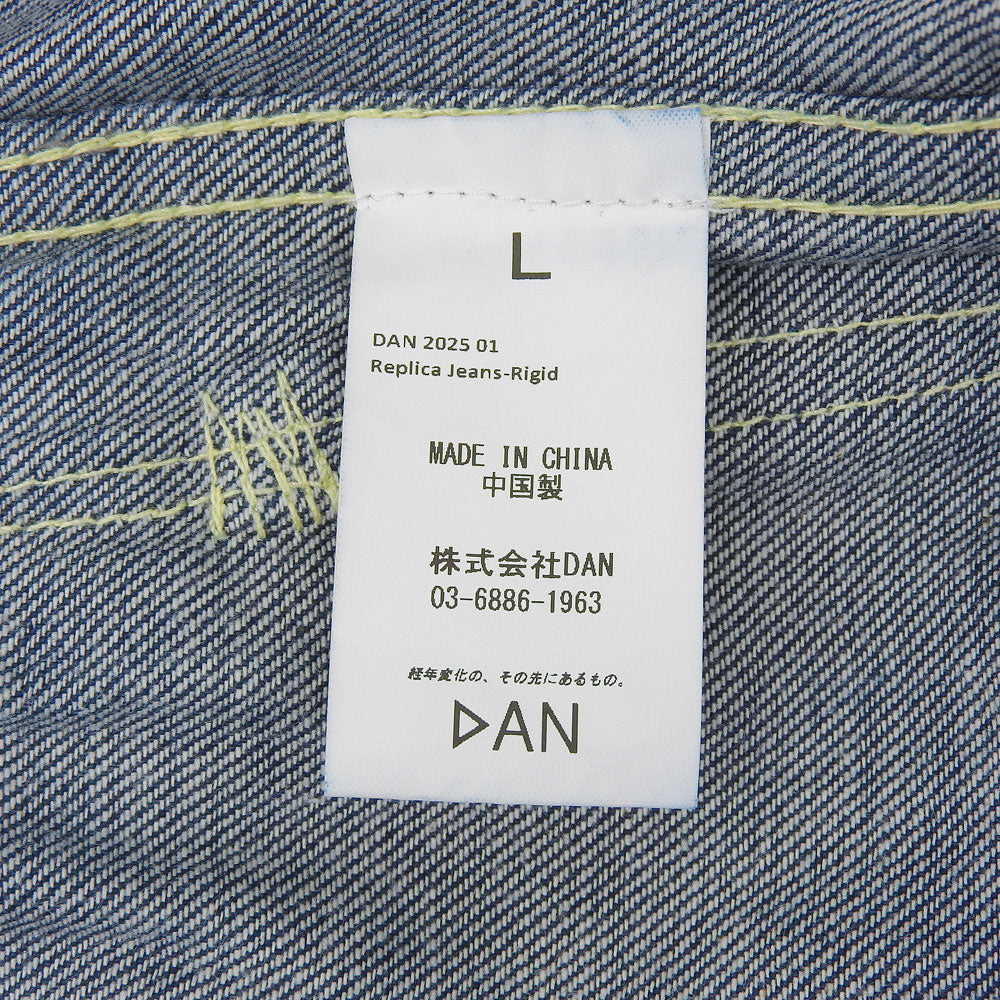 L
DAN 2025 01
Replica Jeans-Rigid
MADE IN CHINA
中国製
株式会社DAN
03-6886-1963
経年変化の、その先にあるもの。
DAN